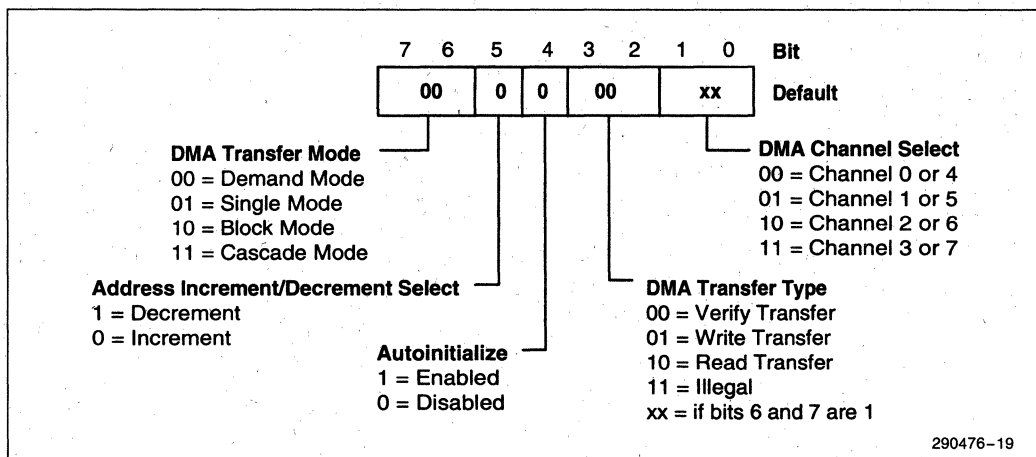 7 6 5 4 3 2 1 0 Bit
00 0 0 00 xx Default
DMA Transfer Mode
00 = Demand Mode
01 = Single Mode
10 = Block Mode
11 = Cascade Mode
DMA Channel Select
00 = Channel 0 or 4
01 = Channel 1 or 5
10 = Channel 2 or 6
11 = Channel 3 or 7
Address Increment/Decrement Select
1 = Decrement
0 = Increment
Autoinitialize
1 = Enabled
0 = Disabled
DMA Transfer Type
00 = Verify Transfer
01 = Write Transfer
10 = Read Transfer
11 = Illegal
xx = if bits 6 and 7 are 1
290476–19